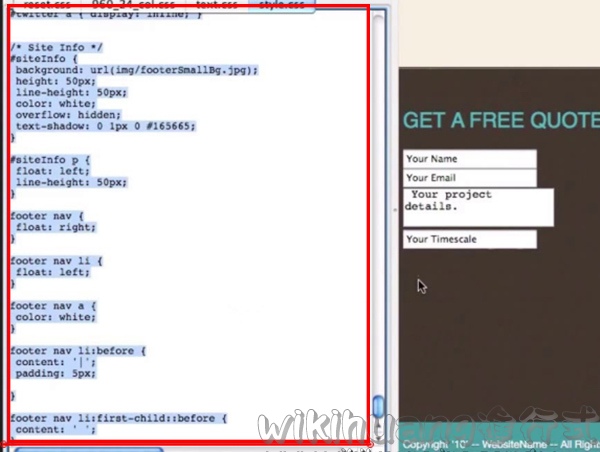 reset.css 960_24_col.css text.css style.css
#twitter a { display: inline; }
/* Site Info */
#siteInfo {
background: url(img/footerSmallBg.jpg);
height: 50px;
line-height: 50px;
color: white;
overflow: hidden;
text-shadow: 0 1px 0 #165665;
}
#siteInfo p {
float: left;
line-height: 50px;
}
footer nav {
float: right;
}
footer nav li {
float: left;
}
footer nav a {
color: white;
}
footer nav li:before {
content: '|';
padding: 5px;
}
footer nav li:first-child::before {
content: ' ';
GET A FREE QUOTE
Your Name
Your Email
Your project
details.
Your Timescale
Copyright '10" -- WebsiteName -- All Righ